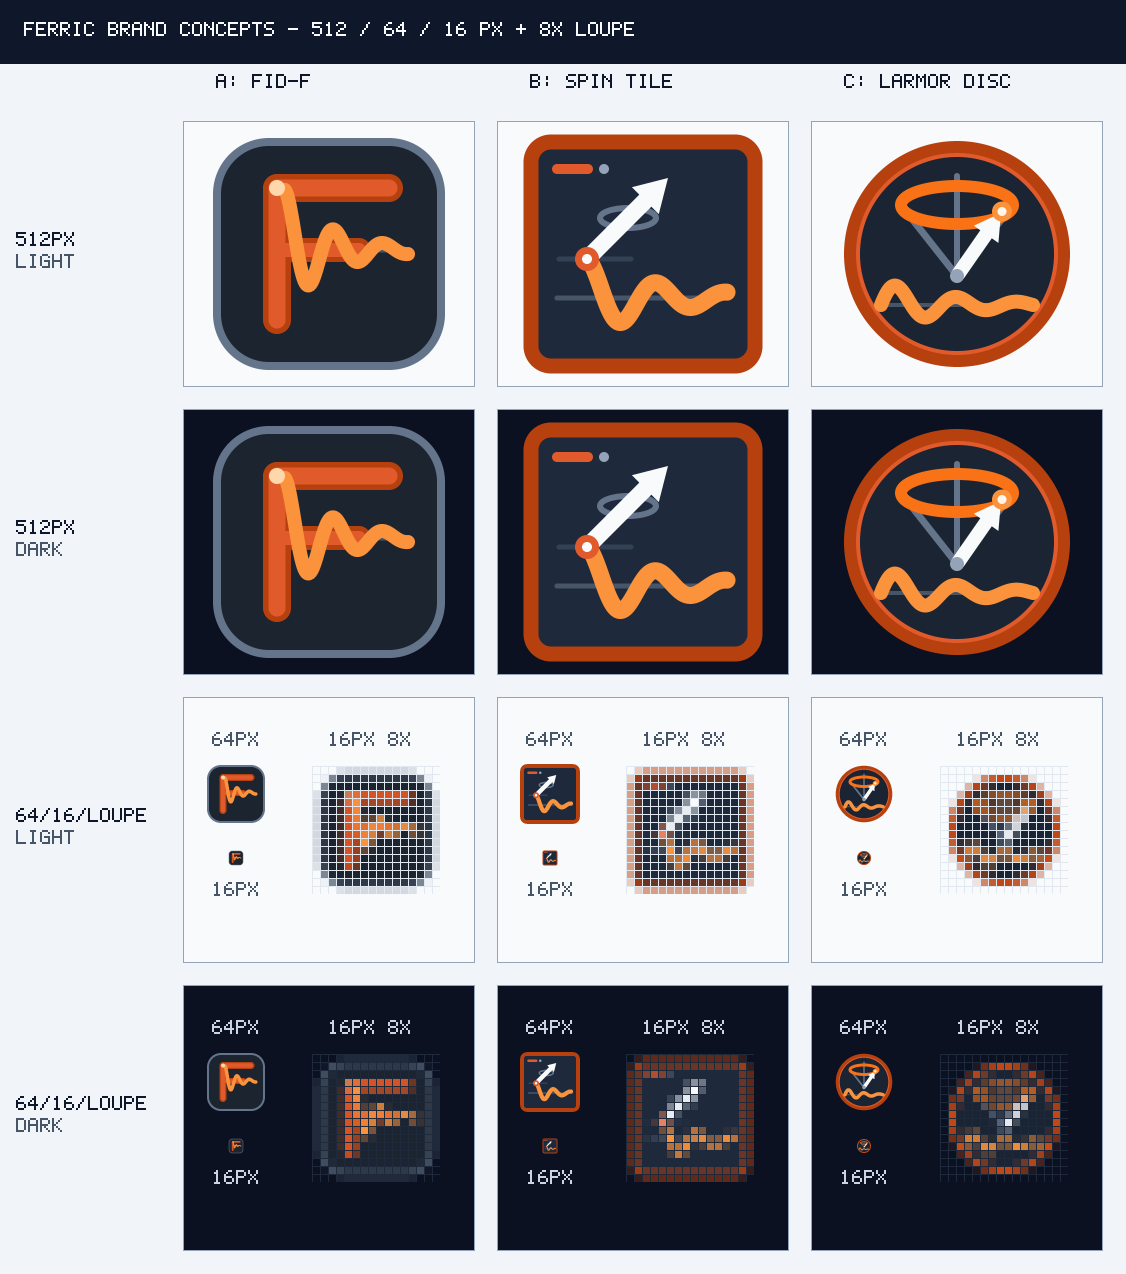 FERRIC BRAND CONCEPTS - 512 / 64 / 16 PX + 8X LOUPE
A: FID-F
B: SPIN TILE
C: LARMOR DISC
512PX
LIGHT
512PX
DARK
64/16/LOUPE
LIGHT
64PX
16PX 8X
16PX
64PX
16PX 8X
16PX
64PX
16PX 8X
16PX
64/16/LOUPE
DARK
64PX
16PX 8X
16PX
64PX
16PX 8X
16PX
64PX
16PX 8X
16PX